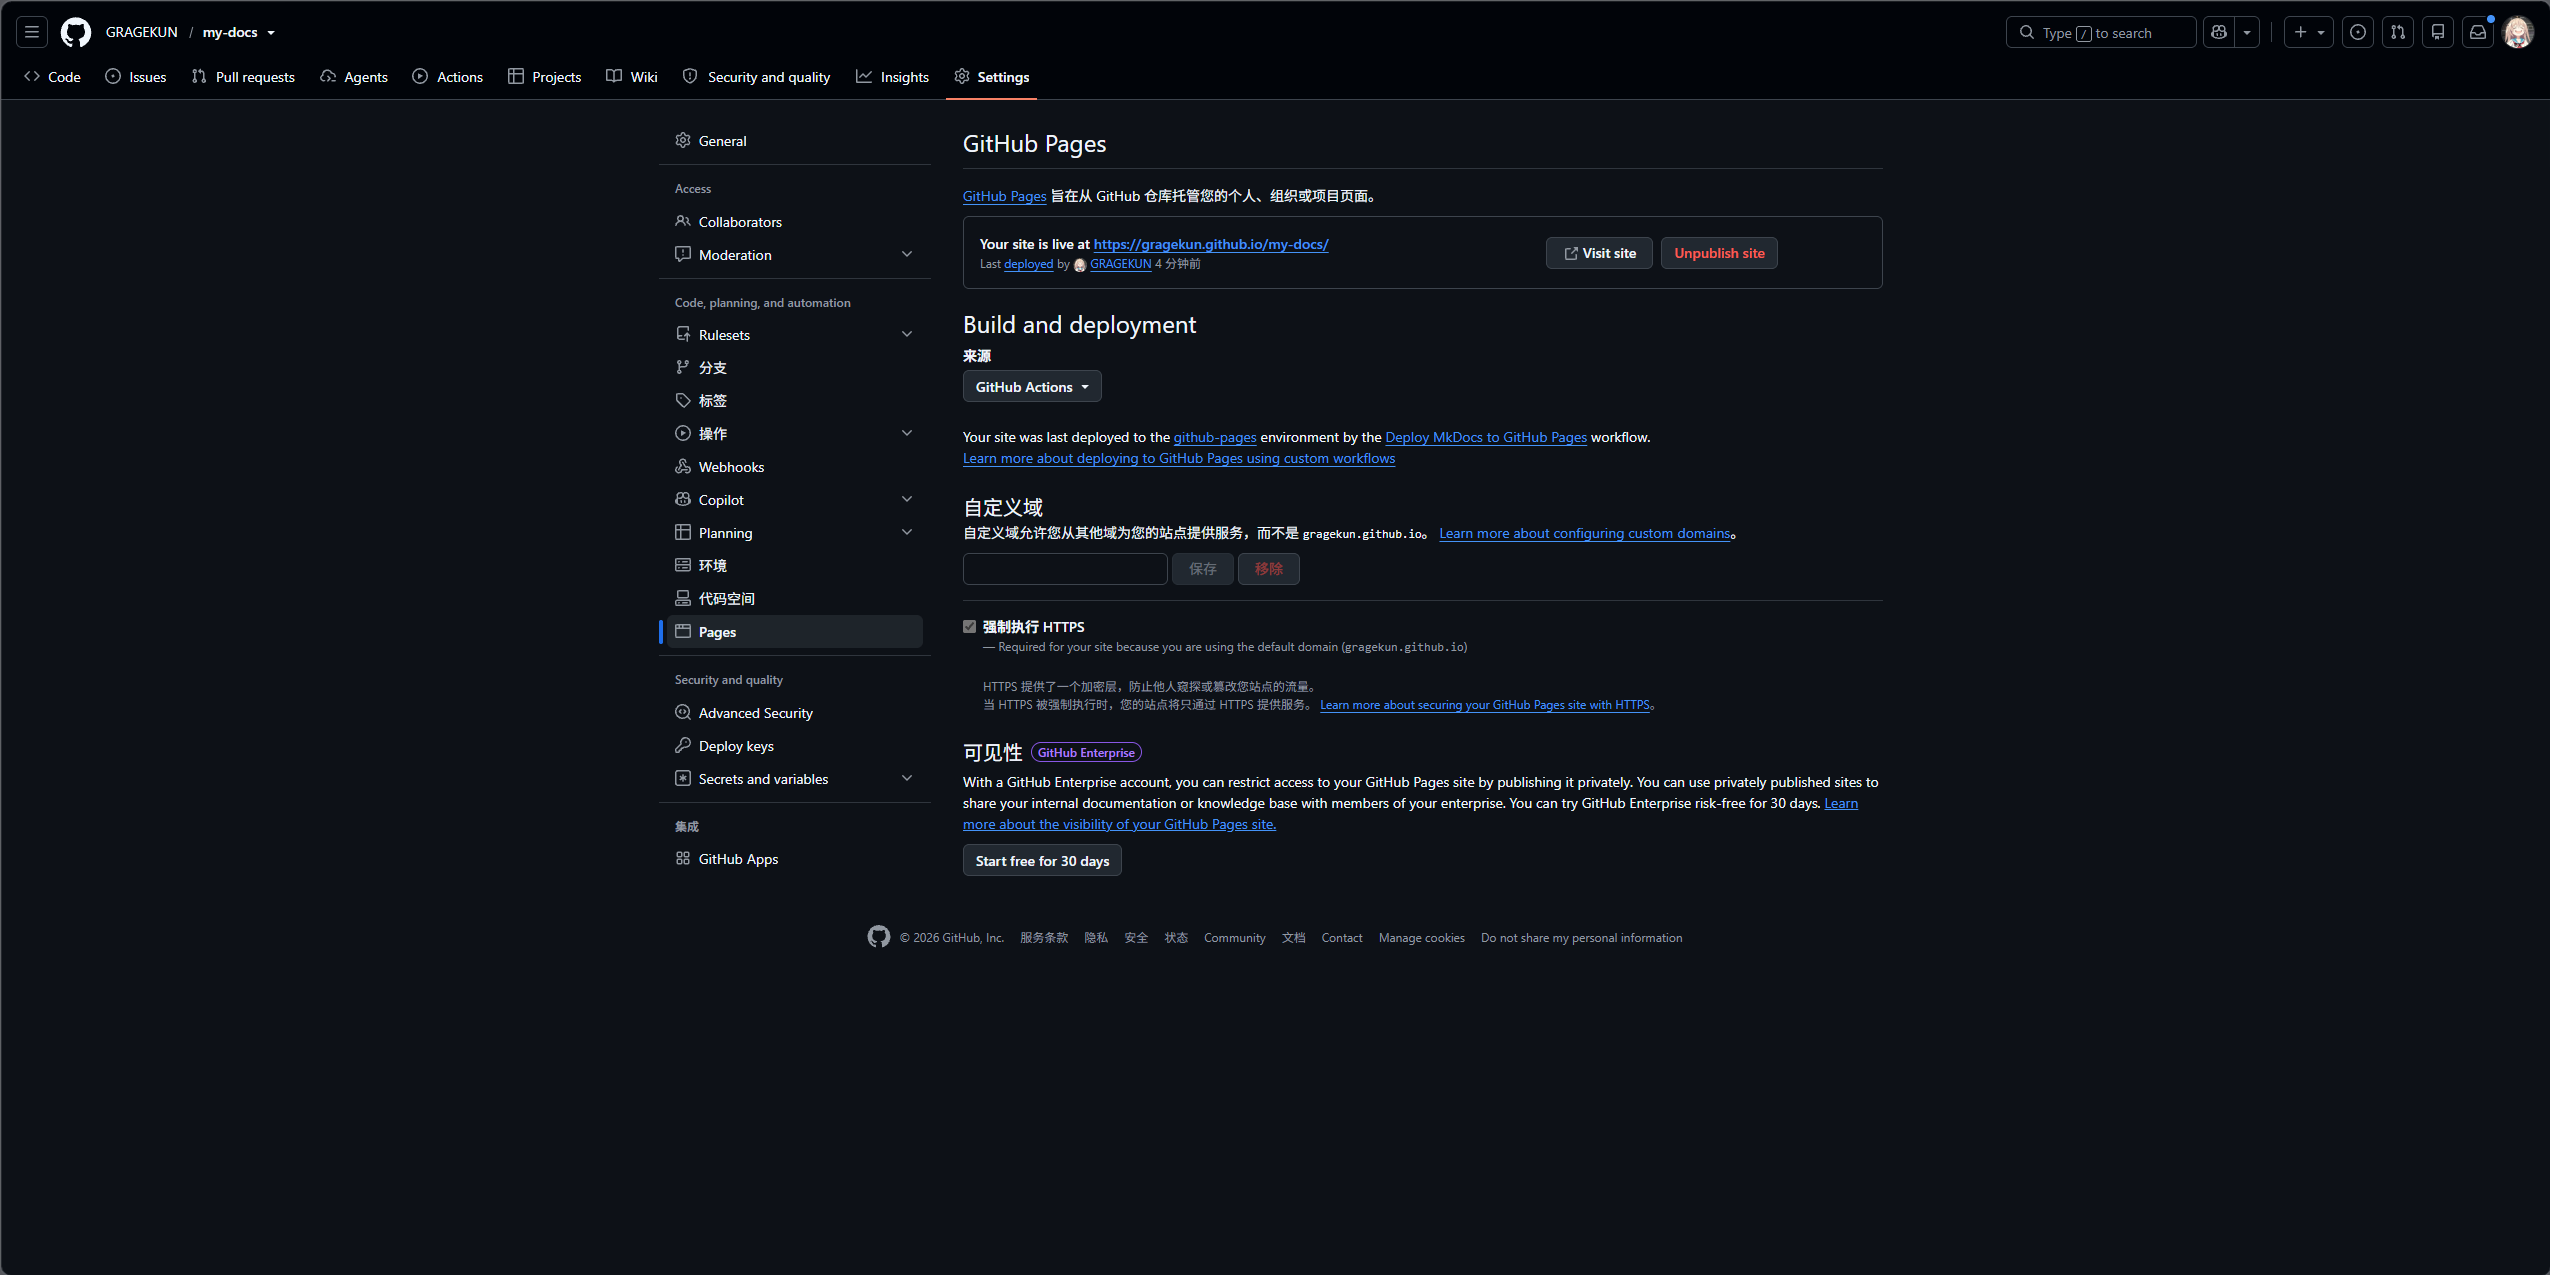 GRAGEKUN / my-docs
Type / to search
Code
Issues
Pull requests
Agents
Actions
Projects
Wiki
Security and quality
Insights
Settings
General
Access
Collaborators
Moderation
Code, planning, and automation
Rulesets
分支
标签
操作
Webhooks
Copilot
Planning
环境
代码空间
Pages
Security and quality
Advanced Security
Deploy keys
Secrets and variables
集成
GitHub Apps
GitHub Pages
GitHub Pages 旨在从 GitHub 仓库托管您的个人、组织或项目页面。
Your site is live at https://gragekun.github.io/my-docs/
Last deployed by GRAGEKUN 4 分钟前
Visit site
Unpublish site
Build and deployment
来源
GitHub Actions
Your site was last deployed to the github-pages environment by the Deploy MkDocs to GitHub Pages workflow.
Learn more about deploying to GitHub Pages using custom workflows
自定义域
自定义域允许您从其他域为您的站点提供服务，而不是 gragekun.github.io。 Learn more about configuring custom domains。
保存
移除
强制执行 HTTPS
— Required for your site because you are using the default domain (gragekun.github.io)
HTTPS 提供了一个加密层，防止他人窥探或篡改您站点的流量。
当 HTTPS 被强制执行时，您的站点将只通过 HTTPS 提供服务。 Learn more about securing your GitHub Pages site with HTTPS。
可见性 GitHub Enterprise
With a GitHub Enterprise account, you can restrict access to your GitHub Pages site by publishing it privately. You can use privately published sites to
share your internal documentation or knowledge base with members of your enterprise. You can try GitHub Enterprise risk-free for 30 days. Learn
more about the visibility of your GitHub Pages site.
Start free for 30 days
© 2026 GitHub, Inc.
服务条款
隐私
安全
状态
Community
文档
Contact
Manage cookies
Do not share my personal information